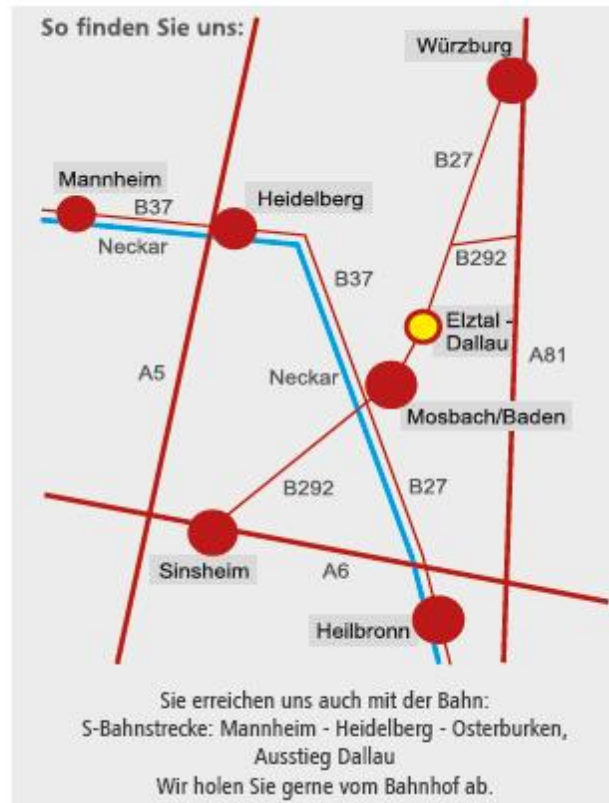 So finden Sie uns:
Würzburg
B27
Mannheim
B37
Heidelberg
Neckar
B292
B37
Elztal -
Dallau
A81
A5
Neckar
Mosbach/Baden
B292
B27
Sinsheim
A6
Heilbronn
Sie erreichen uns auch mit der Bahn:
S-Bahnstrecke: Mannheim - Heidelberg - Osterburken,
Ausstieg Dallau
Wir holen Sie gerne vom Bahnhof ab.